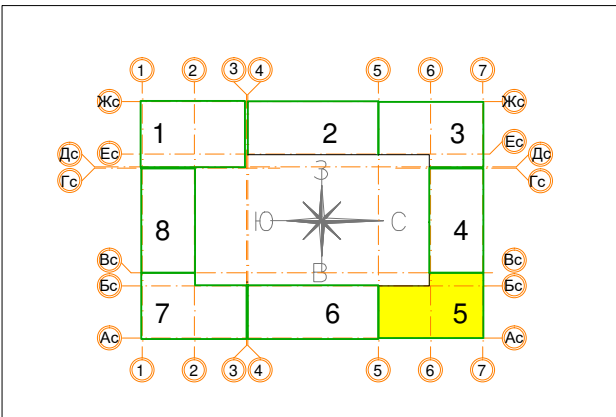 1 2 3 4 5 6 7
Жс Жс
1 2 3
Ес Ес
Дс Дс
Гс Гс
З
8 Ю С 4
В
Вс Вс
Бс Бс
7 6 5
Ас Ас
1 2 3 4 5 6 7